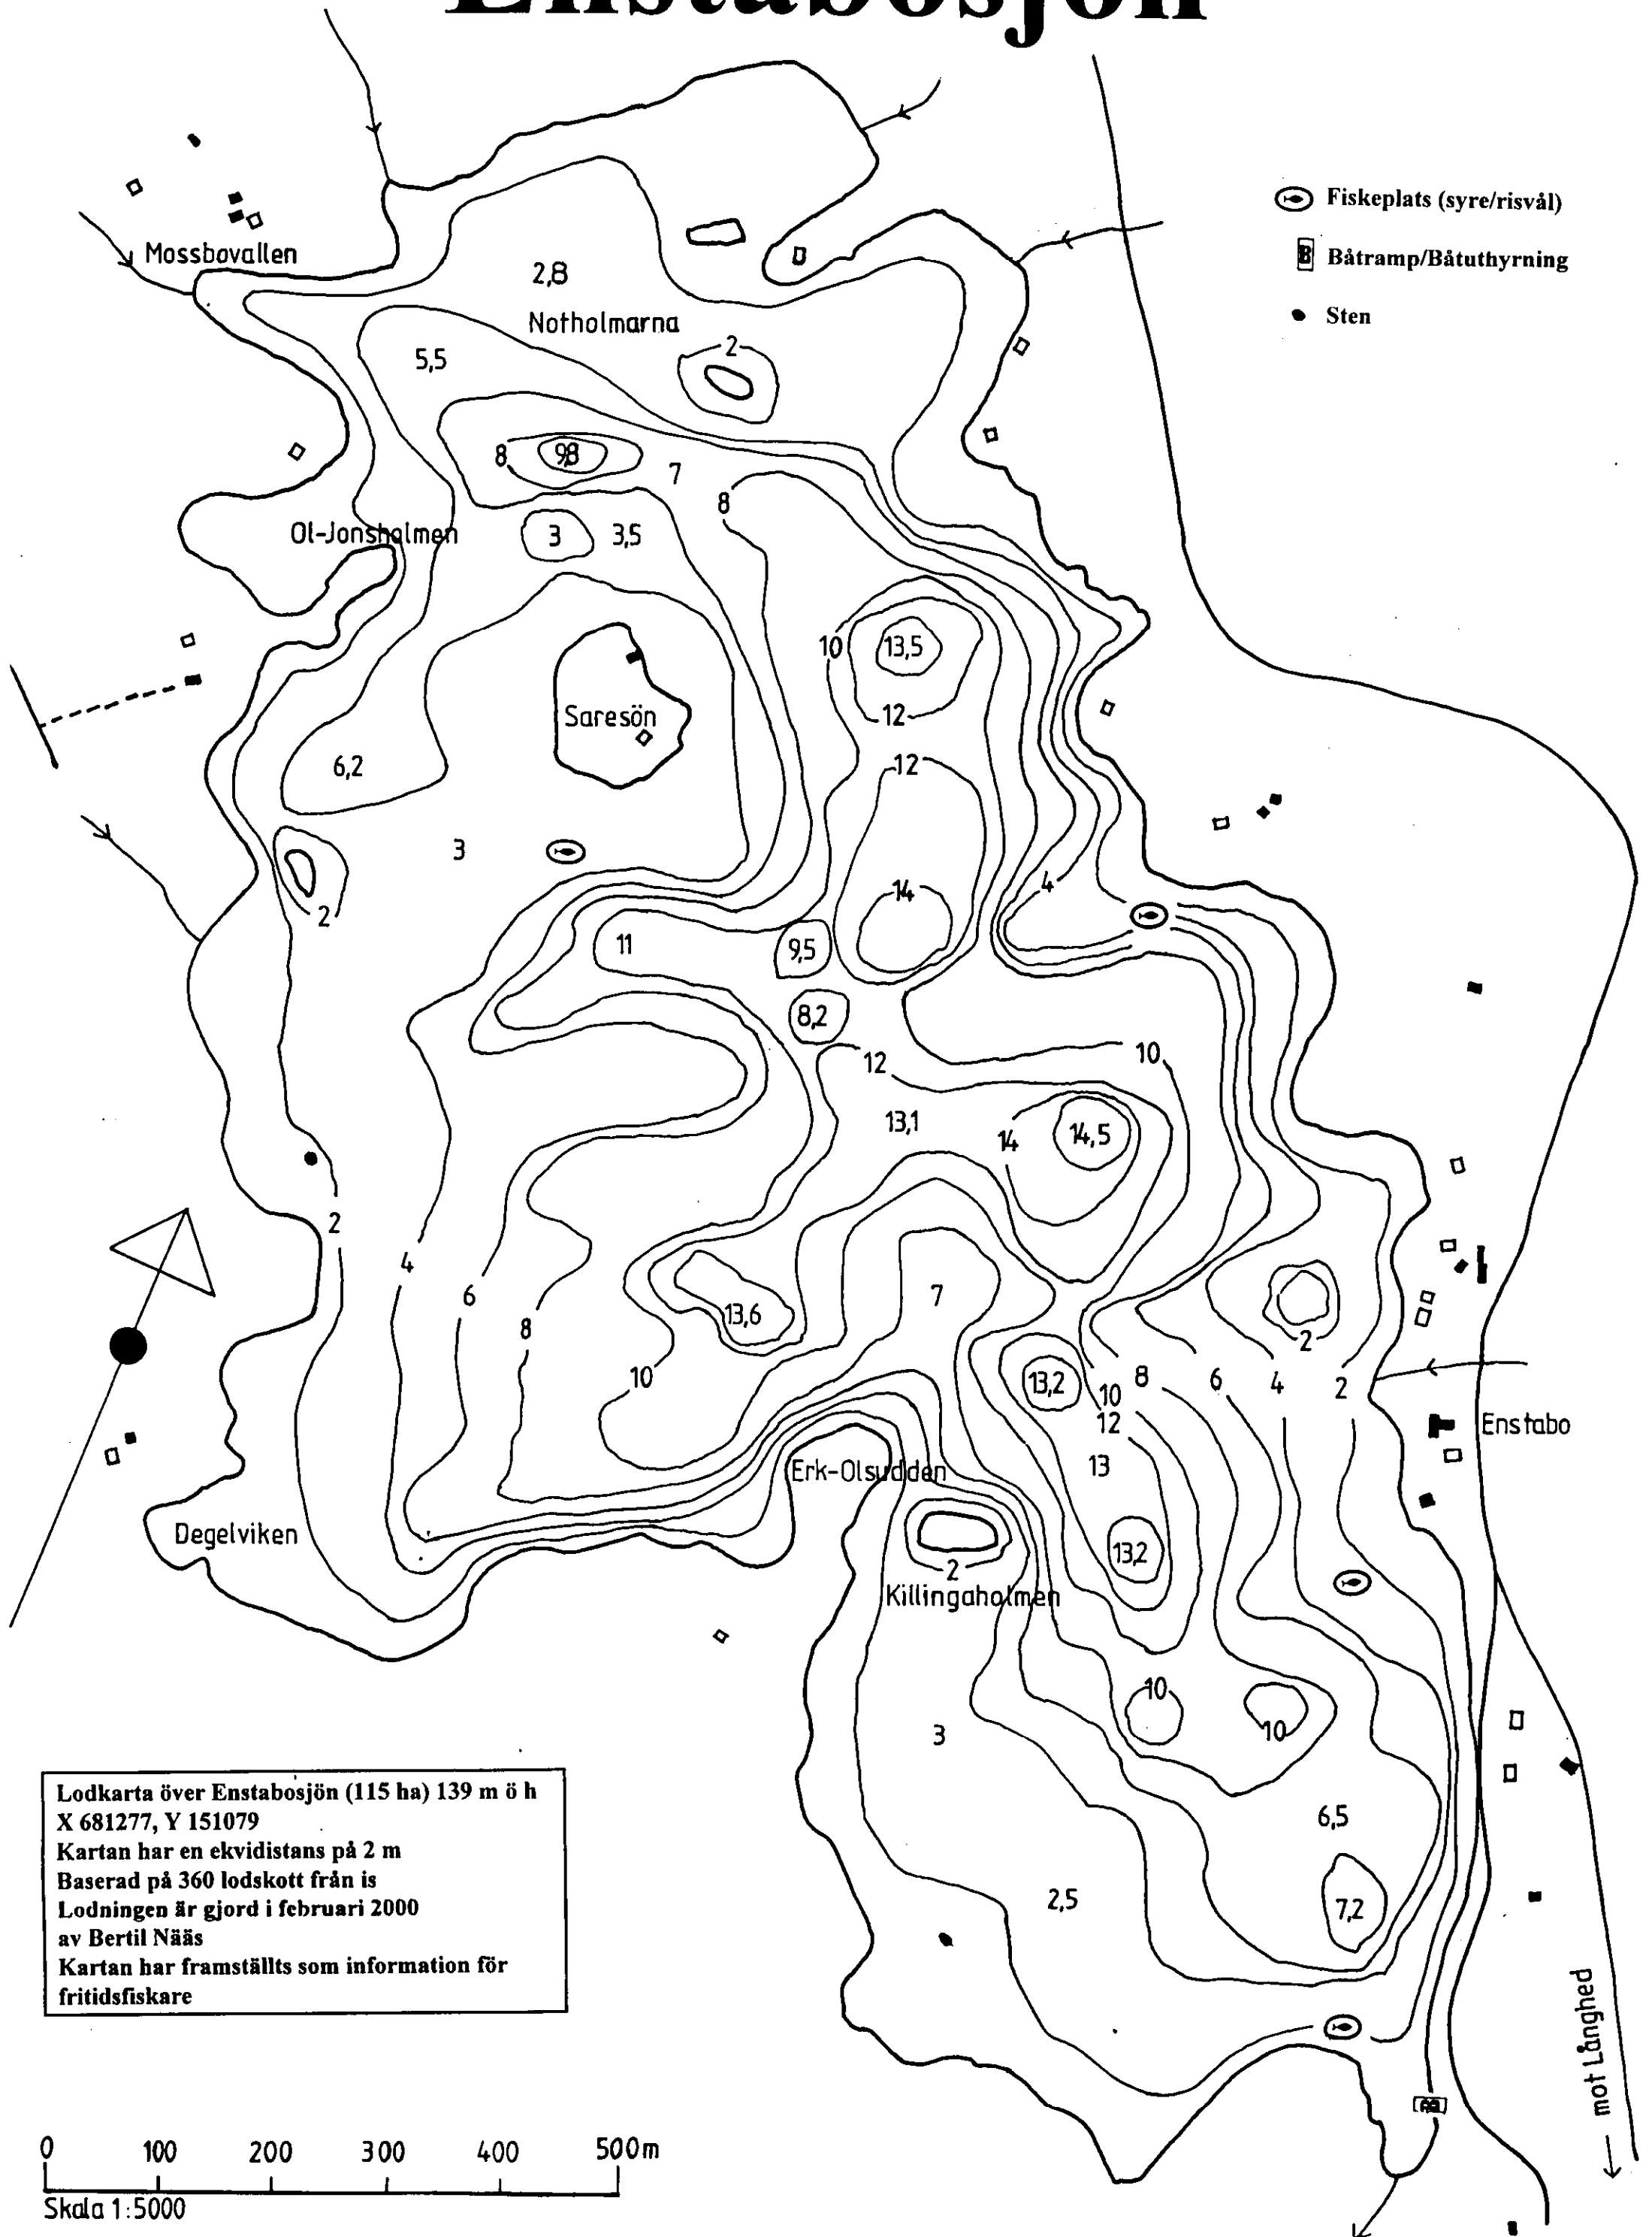 Enstabosjön
Fiskeplats (syre/risvål)
B Båtramp/Båtuthyrning
Sten
Mossbovallen
2,8
Notholmarna
2
5,5
8
9,8
7
8
Ol-Jonsholmen
3
3,5
10
13,5
Saresön
12
6,2
12
3
4
14
2
11
9,5
8,2
12
10
13,1
14
14,5
2
4
6
7
13,6
8
2
10
13,2
10
8
6
4
2
12
Enstabo
13
Erk-Olsudden
Degelviken
13,2
2
Killingaholmen
10
3
10
6,5
2,5
7,2
Lodkarta över Enstabosjön (115 ha) 139 m ö h
X 681277, Y 151079
Kartan har en ekvidistans på 2 m
Baserad på 360 lodskott från is
Lodningen är gjord i februari 2000
av Bertil Nääs
Kartan har framställts som information för
fritidsfiskare
mot Långhed
B
0 100 200 300 400 500m
Skala 1:5000